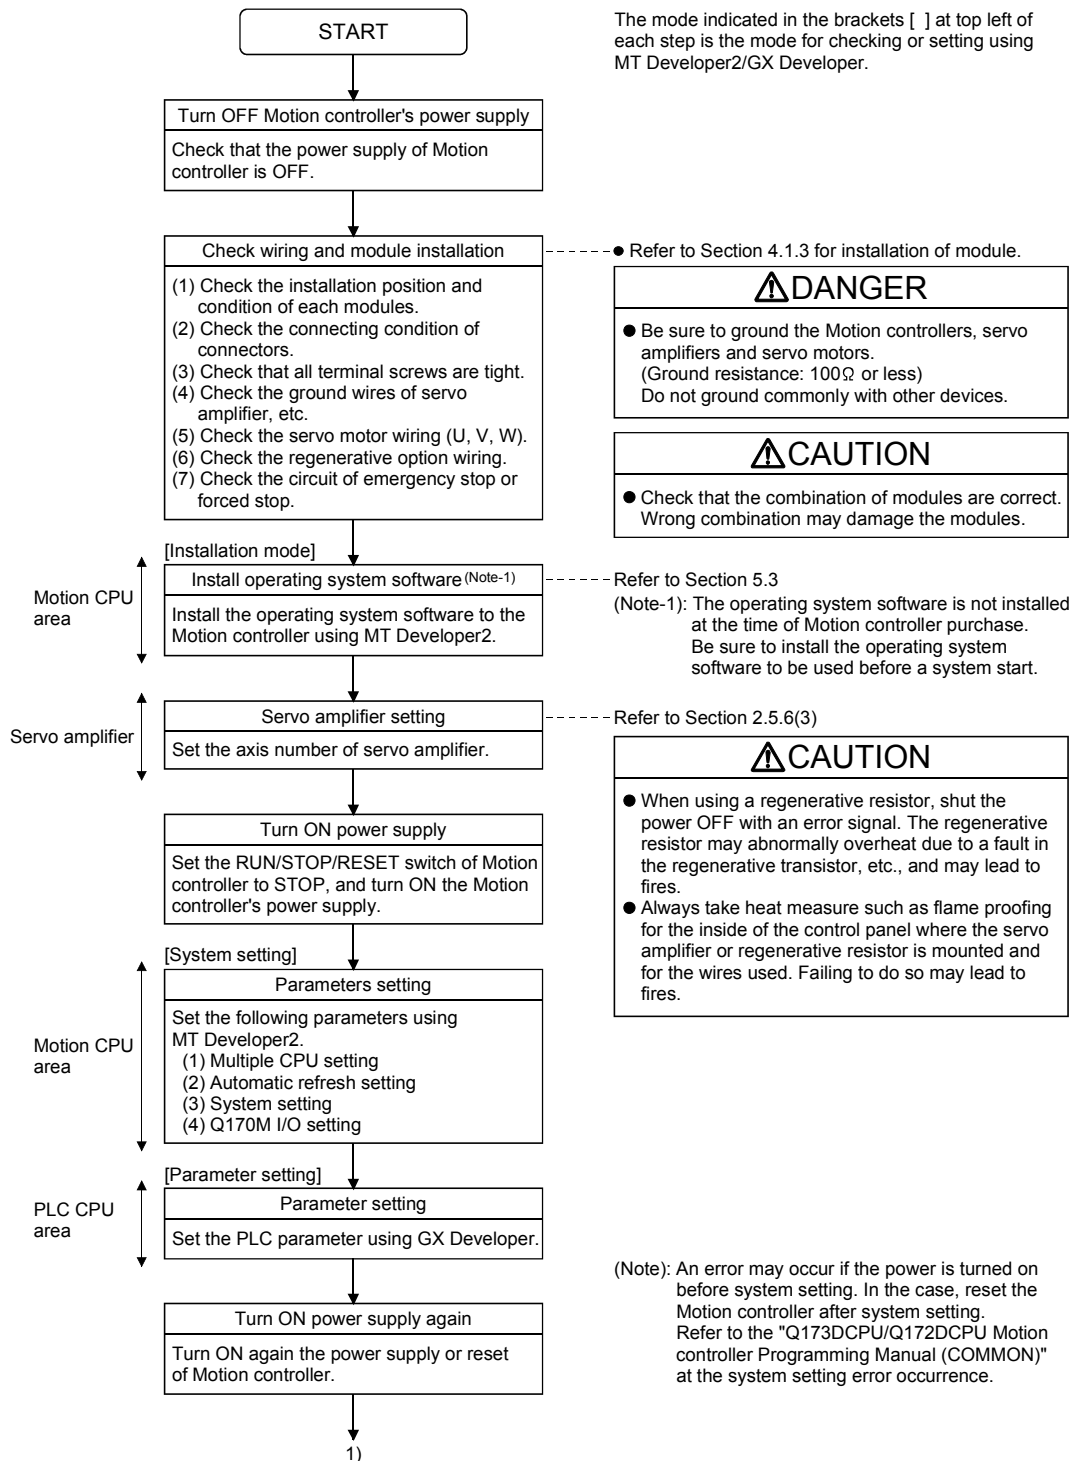 START
The mode indicated in the brackets [ ] at top left of
each step is the mode for checking or setting using
MT Developer2/GX Developer.
Turn OFF Motion controller's power supply
Check that the power supply of Motion
controller is OFF.
Check wiring and module installation
(1) Check the installation position and
condition of each modules.
(2) Check the connecting condition of
connectors.
(3) Check that all terminal screws are tight.
(4) Check the ground wires of servo
amplifier, etc.
(5) Check the servo motor wiring (U, V, W).
(6) Check the regenerative option wiring.
(7) Check the circuit of emergency stop or
forced stop.
● Refer to Section 4.1.3 for installation of module.
DANGER
● Be sure to ground the Motion controllers, servo
amplifiers and servo motors.
(Ground resistance: 100Ω or less)
Do not ground commonly with other devices.
CAUTION
● Check that the combination of modules are correct.
Wrong combination may damage the modules.
[Installation mode]
Motion CPU
area
Install operating system software (Note-1)
Install the operating system software to the
Motion controller using MT Developer2.
Refer to Section 5.3
(Note-1): The operating system software is not installed
at the time of Motion controller purchase.
Be sure to install the operating system
software to be used before a system start.
Servo amplifier
Servo amplifier setting
Set the axis number of servo amplifier.
Refer to Section 2.5.6(3)
CAUTION
● When using a regenerative resistor, shut the
power OFF with an error signal. The regenerative
resistor may abnormally overheat due to a fault in
the regenerative transistor, etc., and may lead to
fires.
● Always take heat measure such as flame proofing
for the inside of the control panel where the servo
amplifier or regenerative resistor is mounted and
for the wires used. Failing to do so may lead to
fires.
Turn ON power supply
Set the RUN/STOP/RESET switch of Motion
controller to STOP, and turn ON the Motion
controller's power supply.
[System setting]
Motion CPU
area
Parameters setting
Set the following parameters using
MT Developer2.
(1) Multiple CPU setting
(2) Automatic refresh setting
(3) System setting
(4) Q170M I/O setting
[Parameter setting]
PLC CPU
area
Parameter setting
Set the PLC parameter using GX Developer.
Turn ON power supply again
Turn ON again the power supply or reset
of Motion controller.
(Note): An error may occur if the power is turned on
before system setting. In the case, reset the
Motion controller after system setting.
Refer to the "Q173DCPU/Q172DCPU Motion
controller Programming Manual (COMMON)"
at the system setting error occurrence.
1)